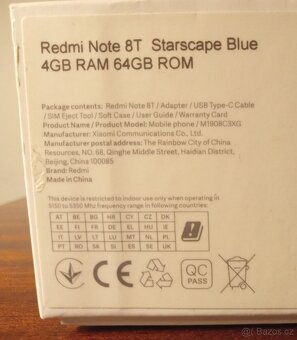 Redmi Note 8T Starscape Blue
4GB RAM 64GB ROM
Package contents: Redmi Note 8T / Adapter / USB Type-C Cable
/ SIM Eject Tool / Soft Case / User Guide / Warranty Card
Product Name / Product Model: Mobile phone / M1908C3XG
Manufacturer: Xiaomi Communications Co., Ltd.
Manufacturer postal address: The Rainbow City of China
Resources, NO. 68, Qinghe Middle Street, Haidian District,
Beijing, China 100085
Brand: Redmi
Made in China
This device is restricted to indoor use only when operating in
5150 to 5350 Mhz frequency range in following countries:
AT BE BG HR CY CZ DK
EE FI FR DE EL HU IE
IT LV LT LU MT NL PL
PT RO SK SI ES SE UK
CE
QC
PASS
Bazoš.cz